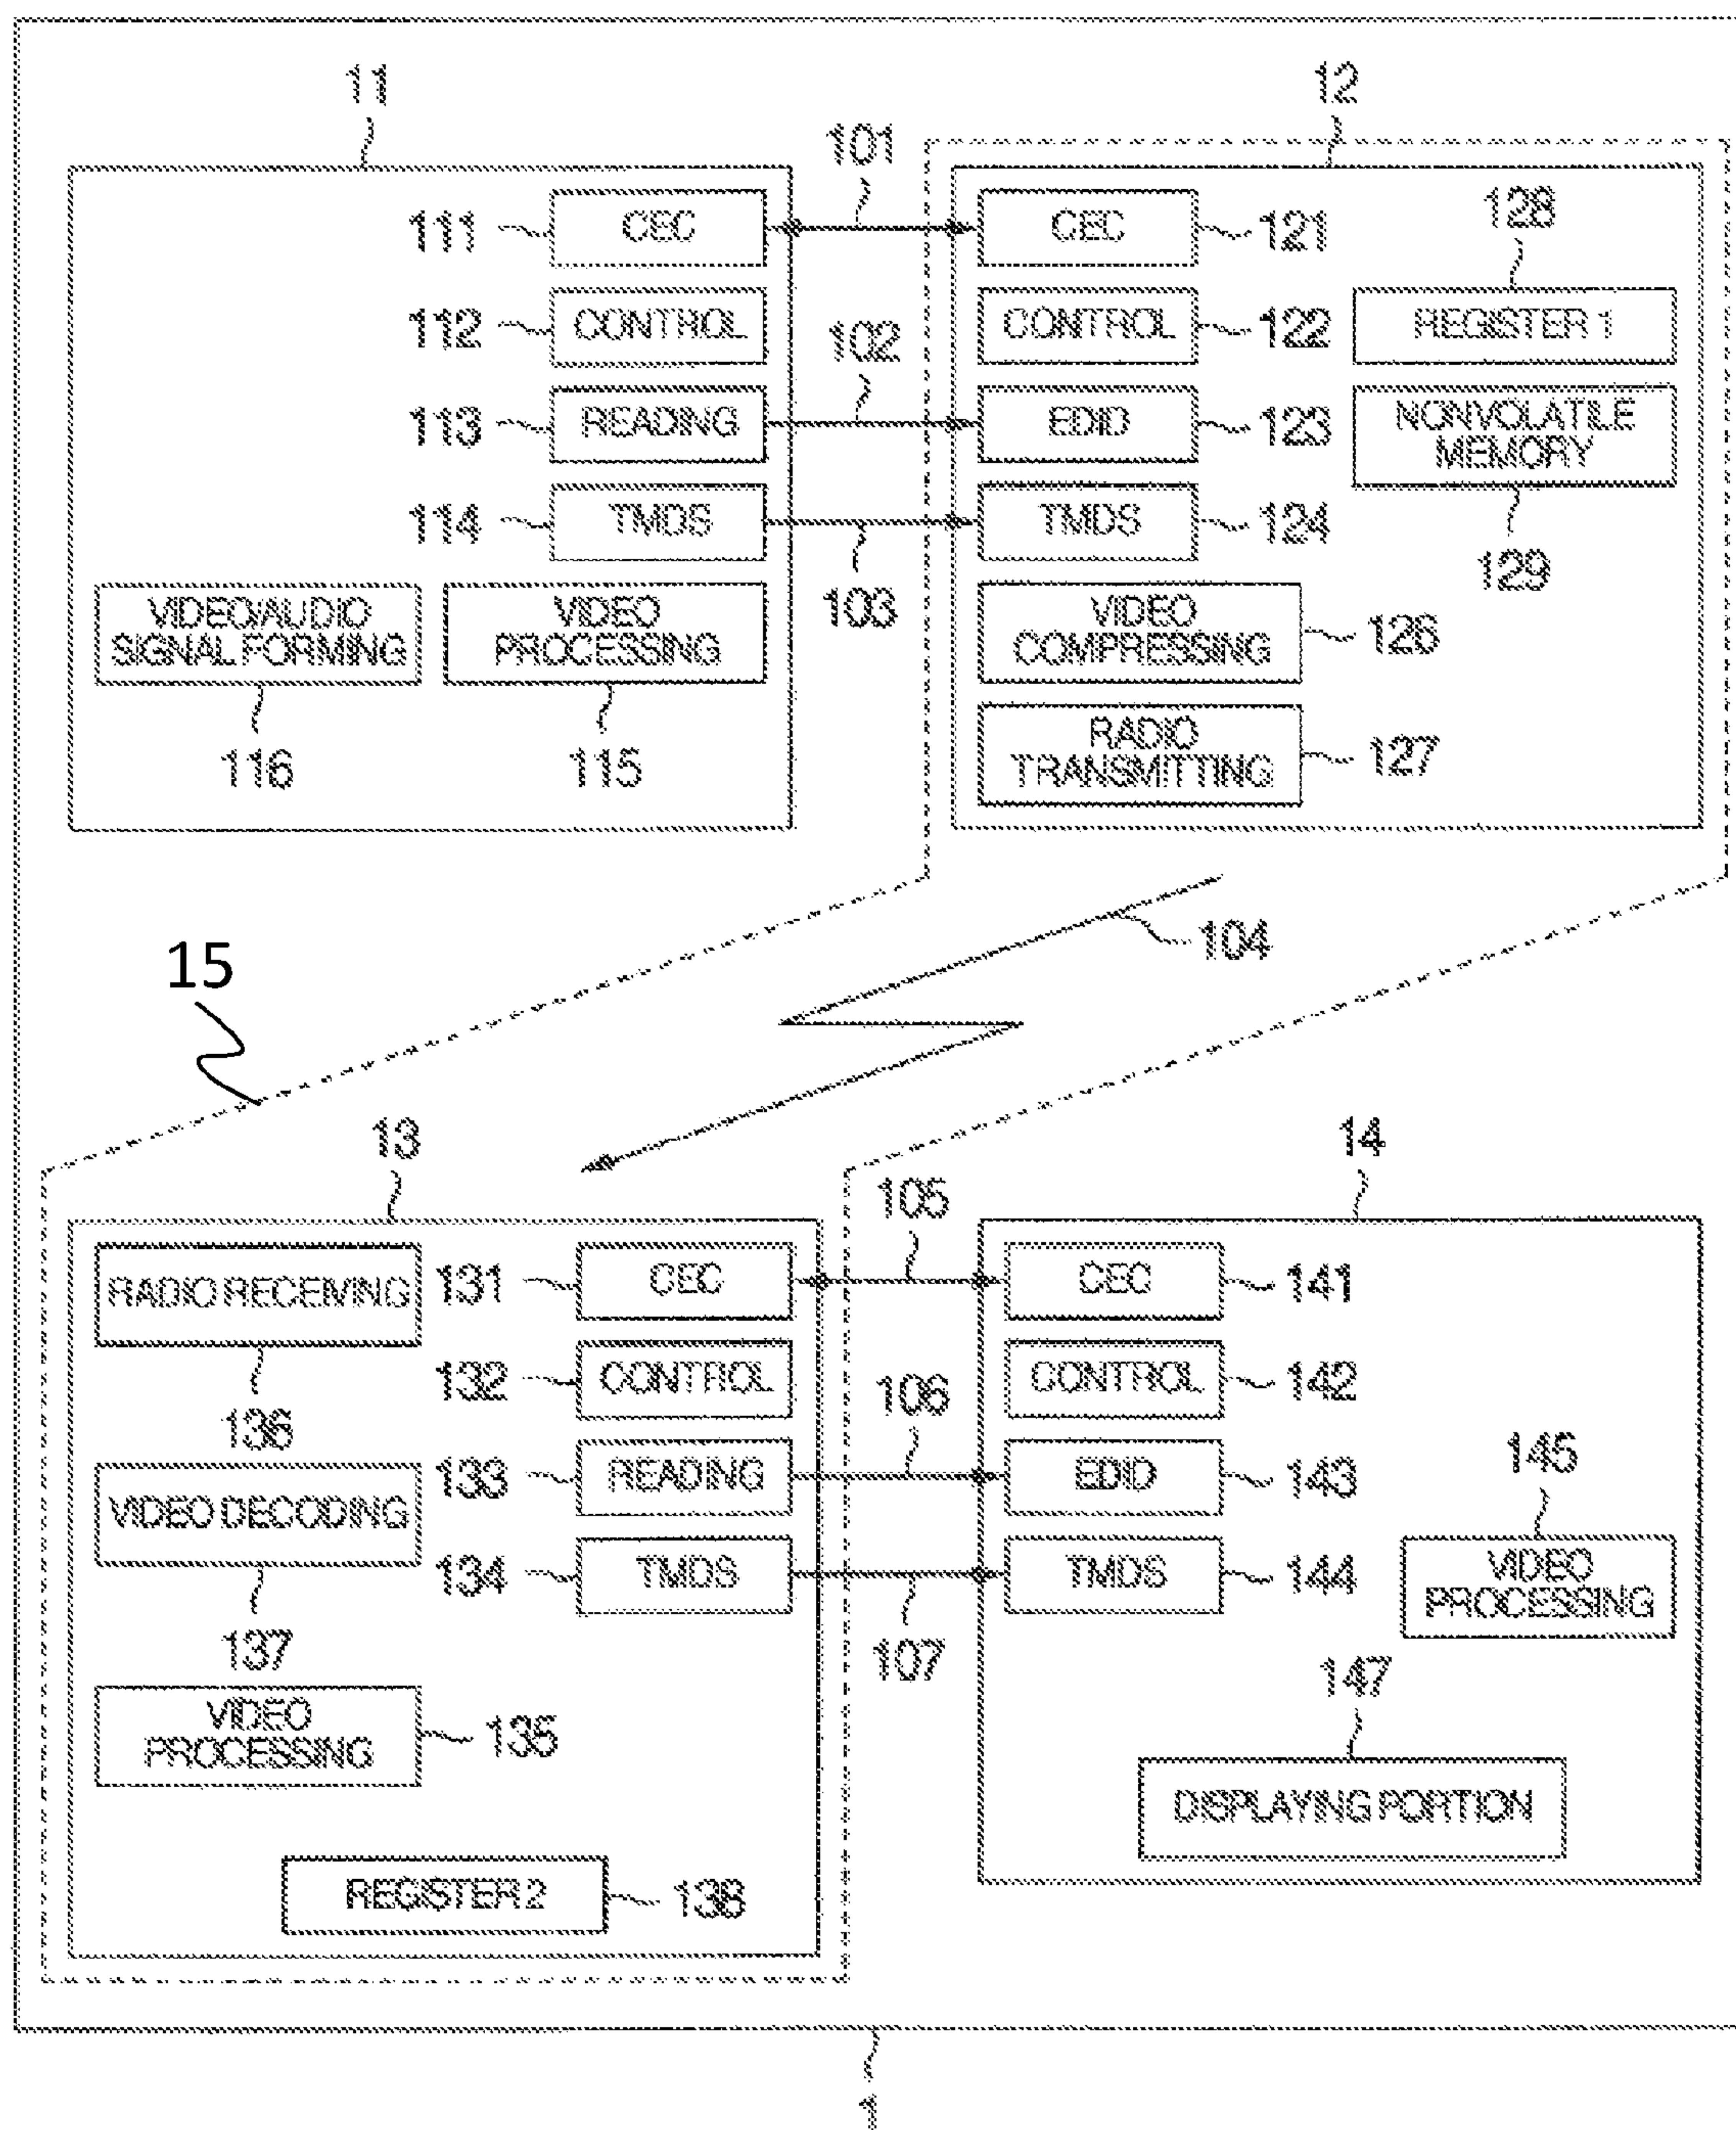 11
12
101
111
CEC
CEC
121
128
112
CONTROL
CONTROL
122
REGISTER 1
102
113
READING
EDID
123
NONVOLATILE
MEMORY
114
TMDS
TMDS
124
129
103
VIDEO/AUDIO
SIGNAL FORMING
VIDEO
PROCESSING
VIDEO
COMPRESSING
126
116
115
RADIO
TRANSMITTING
127
104
15
13
14
105
RADIO RECEIVING
131
CEC
CEC
141
136
132
CONTROL
CONTROL
142
106
VIDEO DECODING
133
READING
EDID
143
145
137
134
TMDS
TMDS
144
VIDEO
PROCESSING
107
VIDEO
PROCESSING
135
147
DISPLAYING PORTION
REGISTER 2
138
1